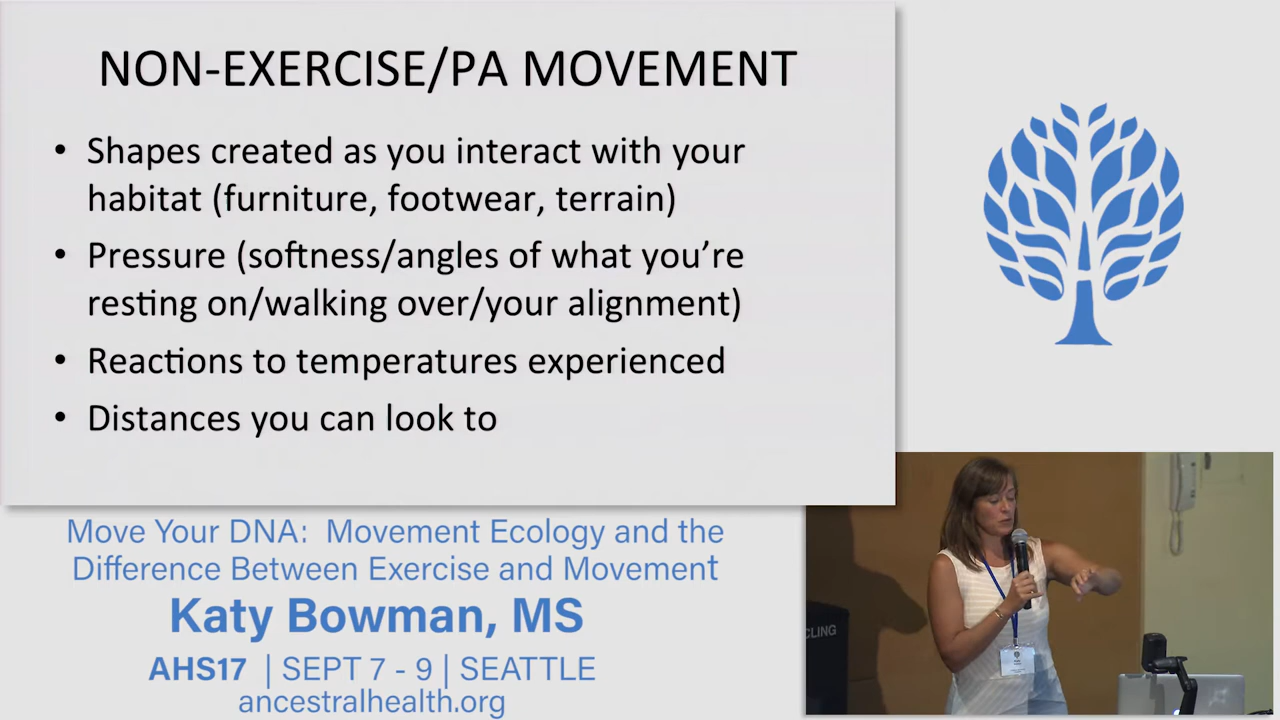 NON-EXERCISE/PA MOVEMENT
• Shapes created as you interact with your
habitat (furniture, footwear, terrain)
• Pressure (softness/angles of what you’re
resting on/walking over/your alignment)
• Reactions to temperatures experienced
• Distances you can look to
Move Your DNA: Movement Ecology and the
Difference Between Exercise and Movement
Katy Bowman, MS
AHS17 | SEPT 7 - 9 | SEATTLE
ancestralhealth.org
CLING